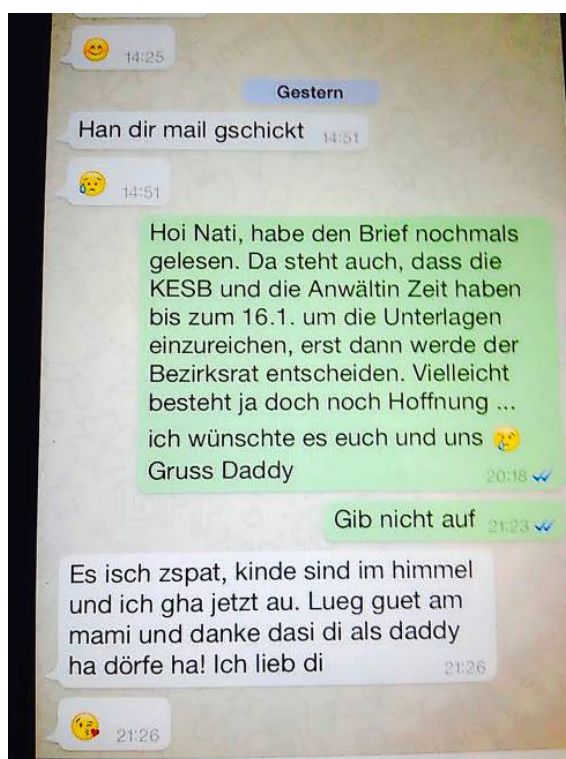 14:25
Gestern
Han dir mail gschickt 14:51
14:51
Hoi Nati, habe den Brief nochmals
gelesen. Da steht auch, dass die
KESB und die Anwältin Zeit haben
bis zum 16.1. um die Unterlagen
einzureichen, erst dann werde der
Bezirksrat entscheiden. Vielleicht
besteht ja doch noch Hoffnung ...
ich wünschte es euch und uns 😢
Gruss Daddy 20:18
Gib nicht auf 21:23
Es isch zspat, kinde sind im himmel
und ich gha jetzt au. Lueg guet am
mami und danke dasi di als daddy
ha dörfe ha! Ich lieb di 21:26
21:26